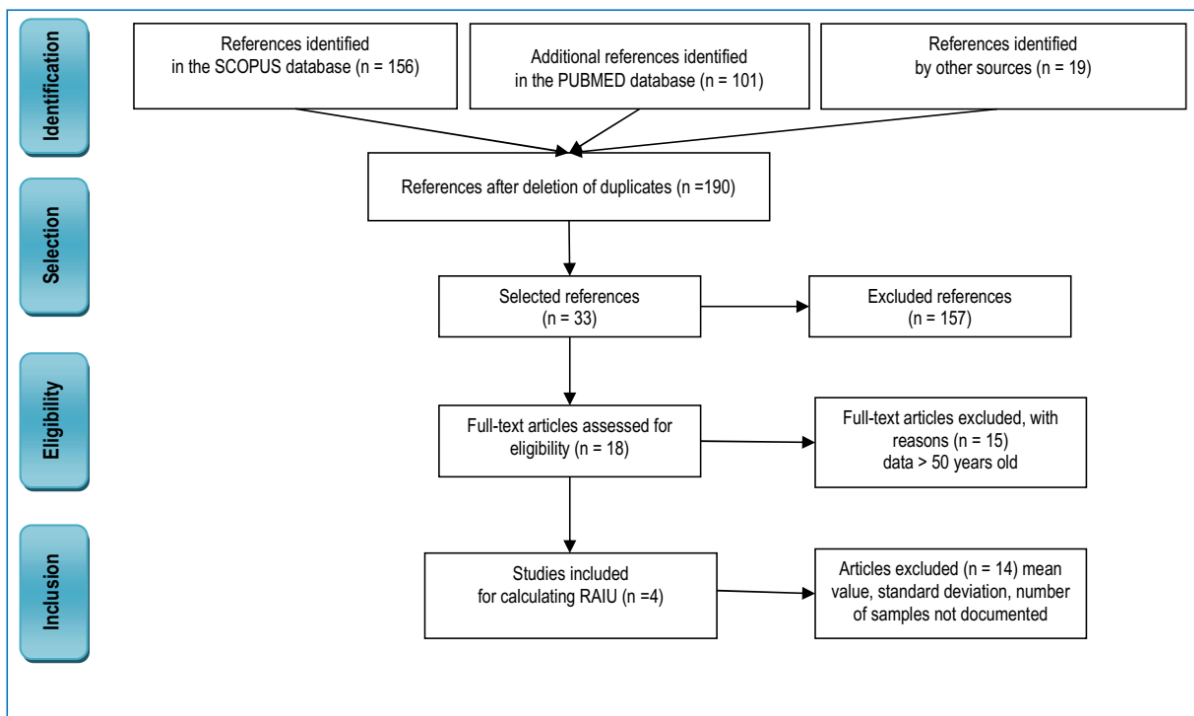 Identification
References identified
in the SCOPUS database (n = 156)
Additional references identified
in the PUBMED database (n = 101)
References identified
by other sources (n = 19)
References after deletion of duplicates (n =190)
Selection
Selected references
(n = 33)
Excluded references
(n = 157)
Eligibility
Full-text articles assessed for
eligibility (n = 18)
Full-text articles excluded, with
reasons (n = 15)
data > 50 years old
Inclusion
Studies included
for calculating RAIU (n =4)
Articles excluded (n = 14) mean
value, standard deviation, number
of samples not documented